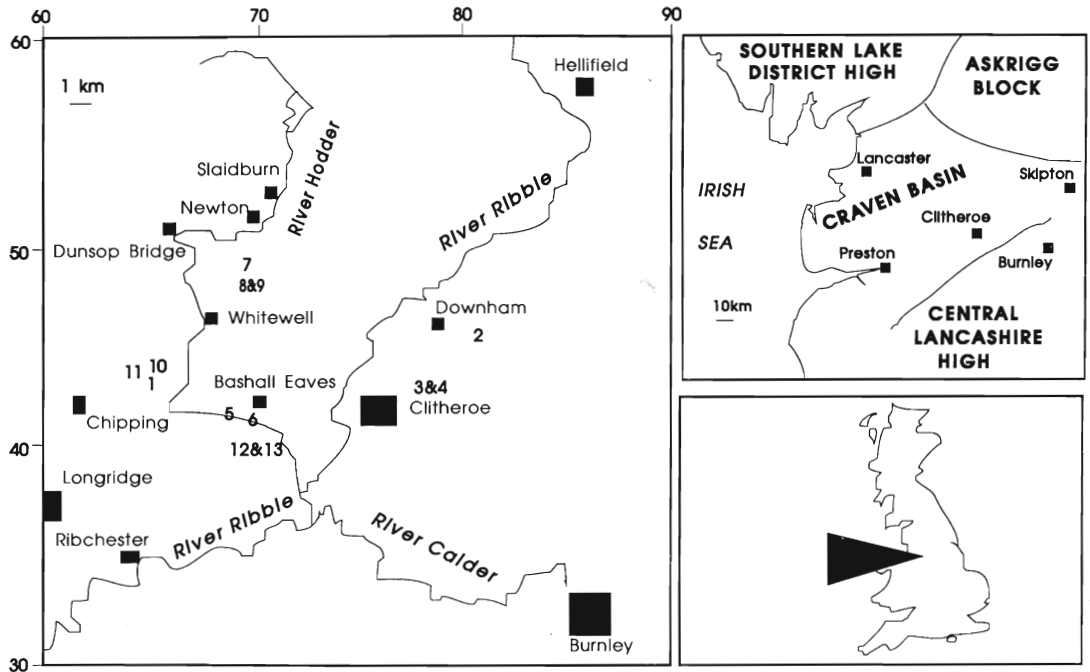 60 70 80 90
60
1 km
Hellifield
River Hodder
Slaidburn
Newton
River Ribble
50
Dunsop Bridge
7
8&9
Whitewell
Downham
2
11 10
1
Bashall Eaves
3&4
Clitheroe
5 6
Chipping
40
12&13
Longridge
River Ribble
River Calder
Ribchester
Burnley
30
SOUTHERN LAKE
DISTRICT HIGH
ASKRIGG
BLOCK
Lancaster
Skipton
IRISH
SEA
CRAVEN BASIN
Clitheroe
Preston
Burnley
10km
CENTRAL
LANCASHIRE
HIGH